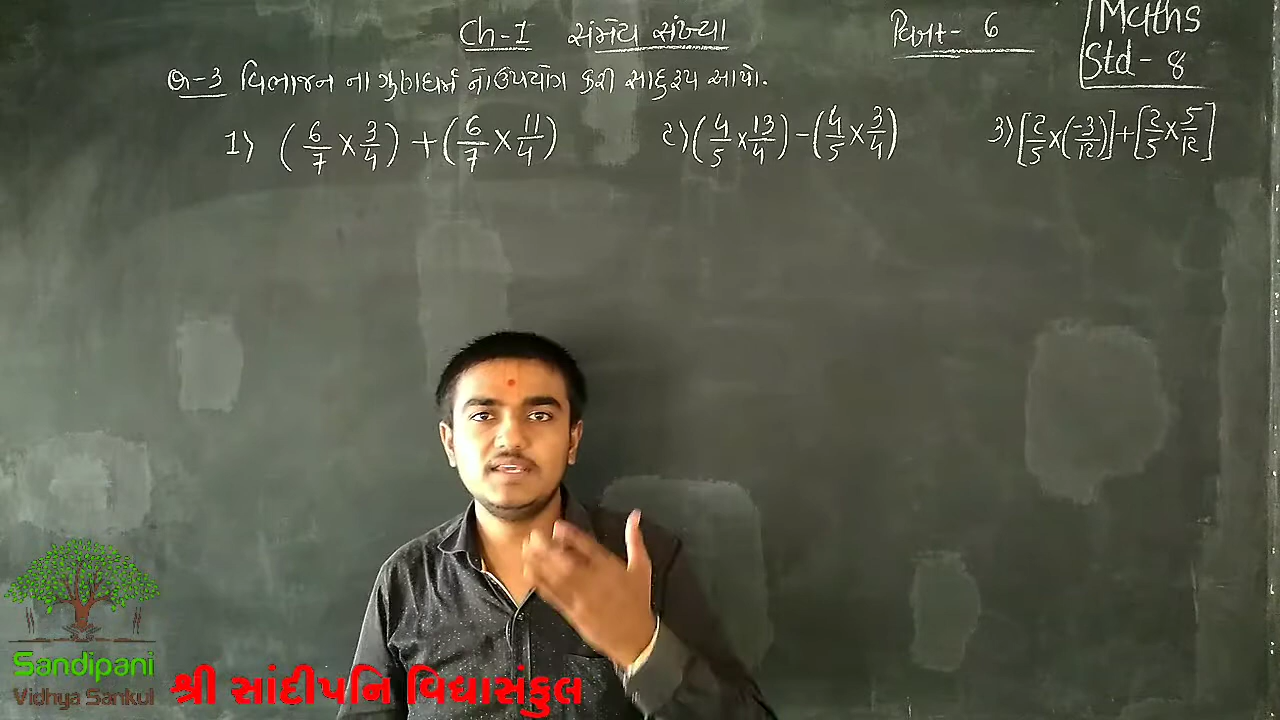 Ch-1 સંમેય સંખ્યા
વિભાગ- 6
Maths
Std - 8
પ્ર-3 વિભાજન ના ગુણધર્મ નો ઉપયોગ કરી સાદુરૂપ આપો.
1) (6/7 × 3/4) + (6/7 × 11/4)
2) (4/5 × 13/4) - (4/5 × 3/4)
3) [2/5 × (-3/12)] + [2/5 × 5/12]
Sandipani
Vidhya Sankul
શ્રી સાંદીપનિ વિદ્યાસંકુલ